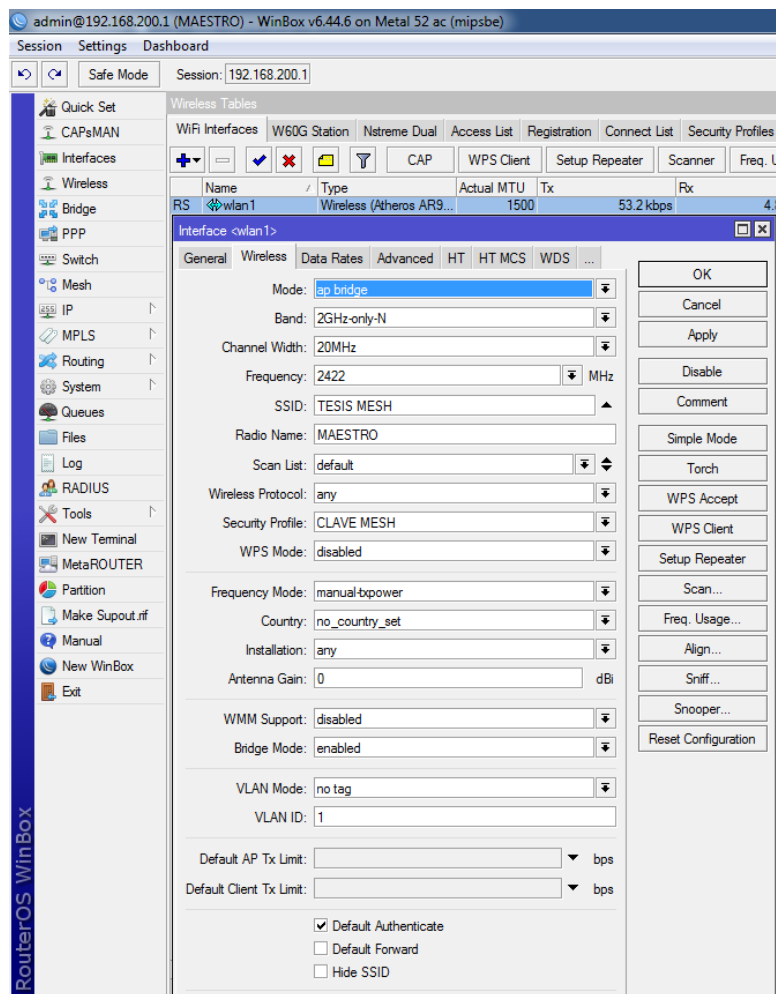 admin@192.168.200.1 (MAESTRO) - WinBox v6.44.6 on Metal 52 ac (mipsbe)
Session Settings Dashboard
Safe Mode Session: 192.168.200.1
Quick Set
CAPsMAN
Interfaces
Wireless
Bridge
PPP
Switch
Mesh
IP
MPLS
Routing
System
Queues
Files
Log
RADIUS
Tools
New Terminal
MetaROUTER
Partition
Make Supout.rif
Manual
New WinBox
Exit
RouterOS WinBox
Wireless Tables
WiFi Interfaces W60G Station Nstreme Dual Access List Registration Connect List Security Profiles
CAP WPS Client Setup Repeater Scanner Freq.
Name / Type Actual MTU Tx Rx
RS wlan1 Wireless (Atheros AR9... 1500 53.2 kbps
Interface <wlan1>
General Wireless Data Rates Advanced HT HT MCS WDS ...
Mode: ap bridge
Band: 2GHz-only-N
Channel Width: 20MHz
Frequency: 2422 MHz
SSID: TESIS MESH
Radio Name: MAESTRO
Scan List: default
Wireless Protocol: any
Security Profile: CLAVE MESH
WPS Mode: disabled
Frequency Mode: manual-txpower
Country: no_country_set
Installation: any
Antenna Gain: 0 dBi
WMM Support: disabled
Bridge Mode: enabled
VLAN Mode: no tag
VLAN ID: 1
Default AP Tx Limit: bps
Default Client Tx Limit: bps
Default Authenticate
Default Forward
Hide SSID
OK
Cancel
Apply
Disable
Comment
Simple Mode
Torch
WPS Accept
WPS Client
Setup Repeater
Scan...
Freq. Usage...
Align...
Sniff...
Snooper...
Reset Configuration